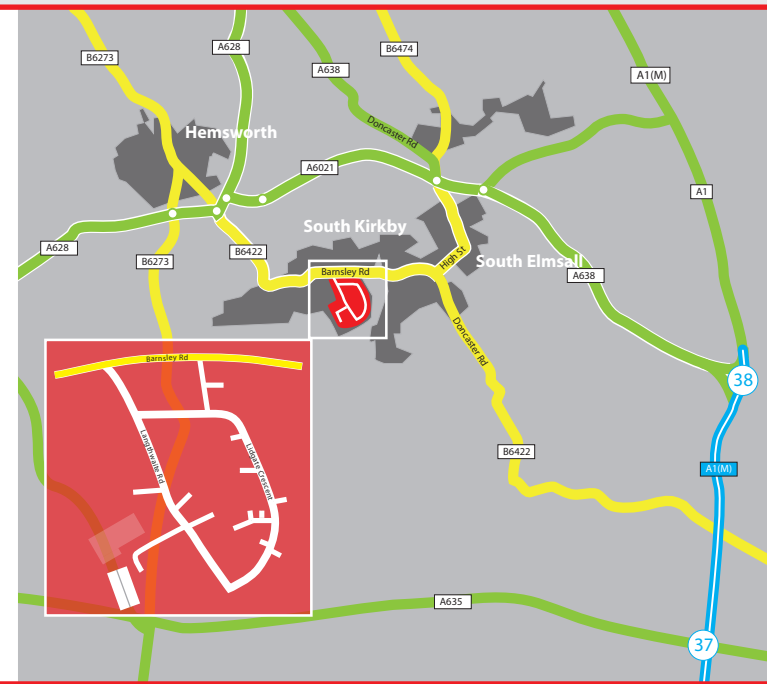 B6273
A628
A638
B6474
A1(M)
Doncaster Rd
Hemsworth
A6021
A1
South Kirkby
A628
B6422
B6273
High St
South Elmsall
Barnsley Rd
A638
Doncaster Rd
Barnsley Rd
38
Langthwaite Rd
Lidgate Crescent
B6422
A1(M)
A635
37